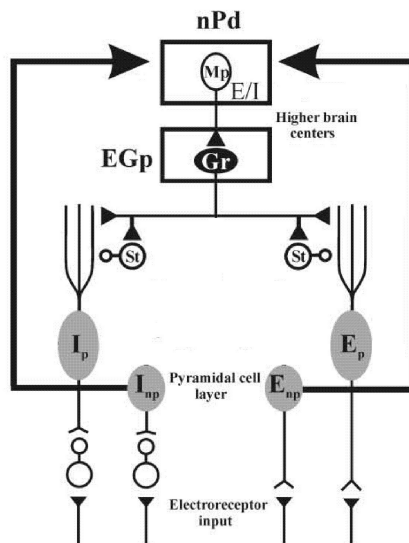 nPd
Mp
E/I
Higher brain
centers
EGp
Gr
St
St
Ip
Ep
Inp
Pyramidal cell
layer
Enp
Electroreceptor
input